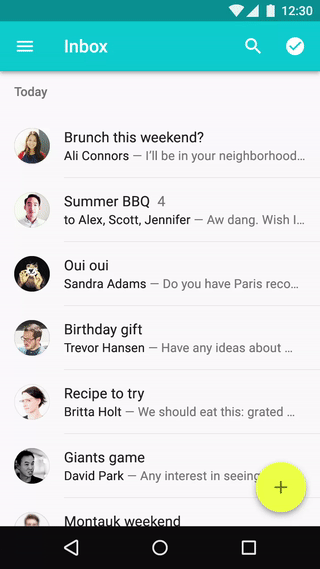 12:30
Inbox
Today
Brunch this weekend?
Ali Connors — I'll be in your neighborhood…
Summer BBQ 4
to Alex, Scott, Jennifer — Aw dang. Wish I…
Oui oui
Sandra Adams — Do you have Paris reco…
Birthday gift
Trevor Hansen — Have any ideas about …
Recipe to try
Britta Holt — We should eat this: grated …
Giants game
David Park — Any interest in seeing
Montauk weekend